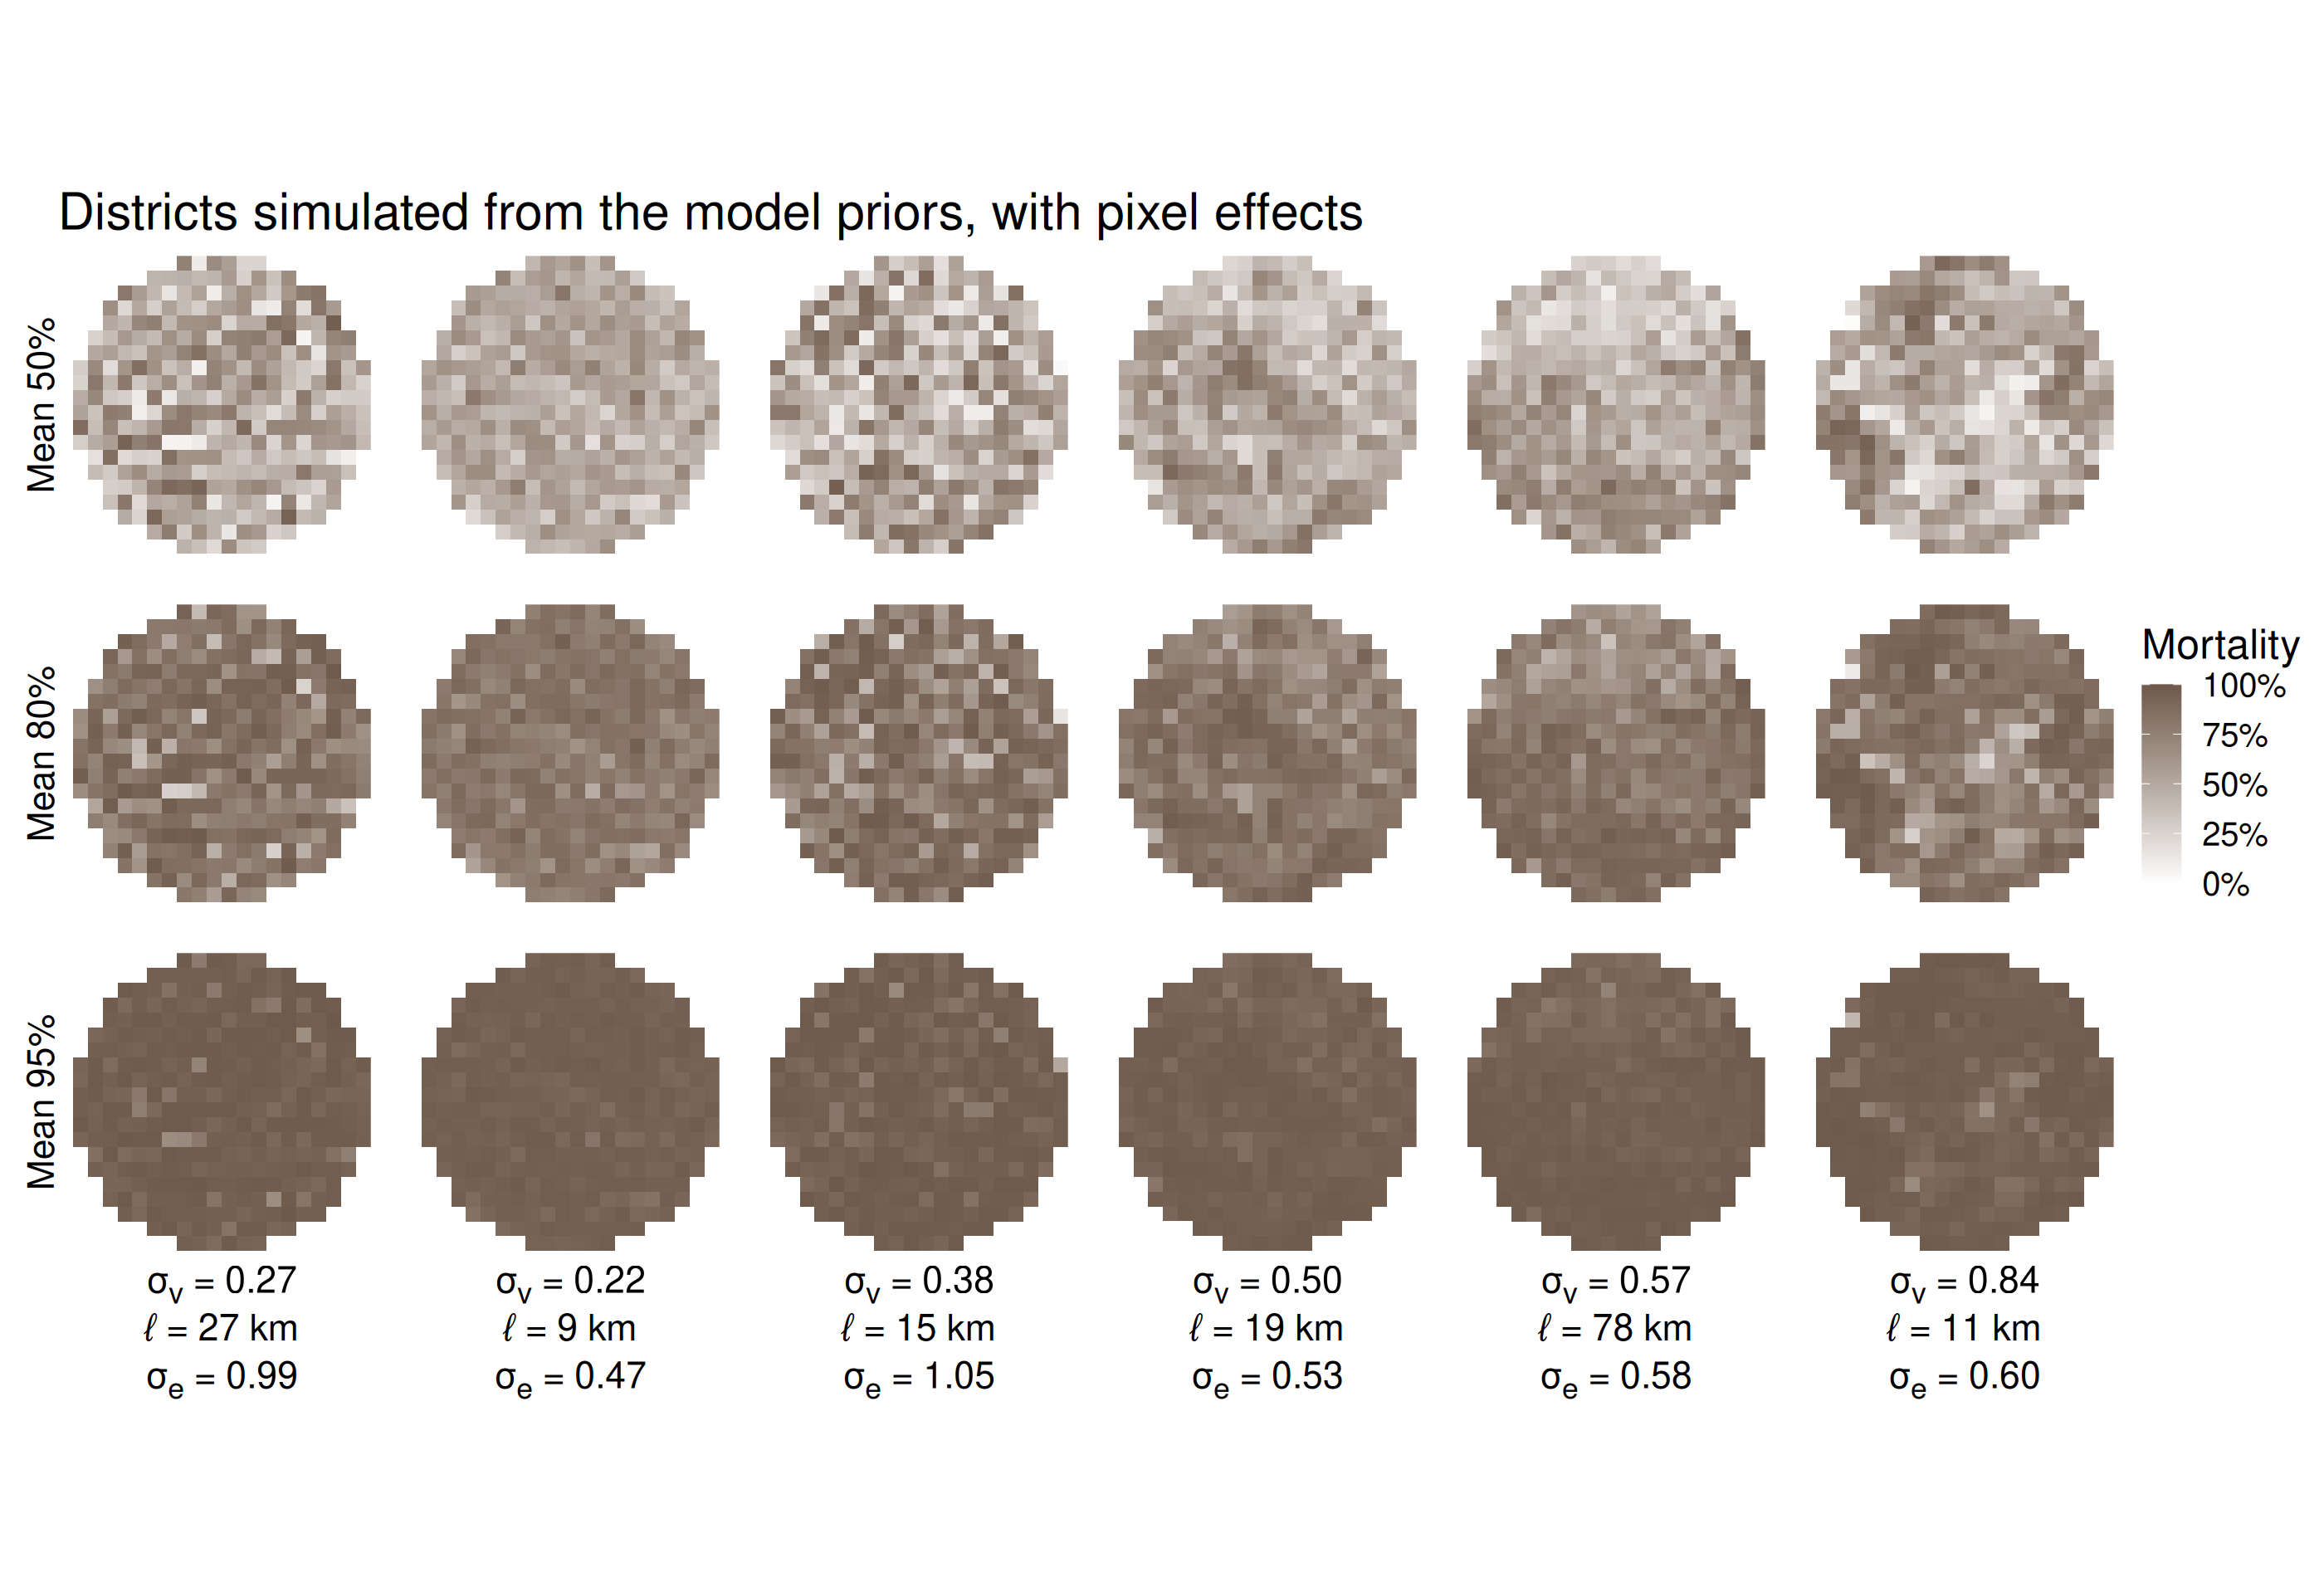 Districts simulated from the model priors, with pixel effects
Mean 50%
Mean 80%
Mean 95%
Mortality
100%
75%
50%
25%
0%
σv = 0.27
ℓ = 27 km
σe = 0.99
σv = 0.22
ℓ = 9 km
σe = 0.47
σv = 0.38
ℓ = 15 km
σe = 1.05
σv = 0.50
ℓ = 19 km
σe = 0.53
σv = 0.57
ℓ = 78 km
σe = 0.58
σv = 0.84
ℓ = 11 km
σe = 0.60